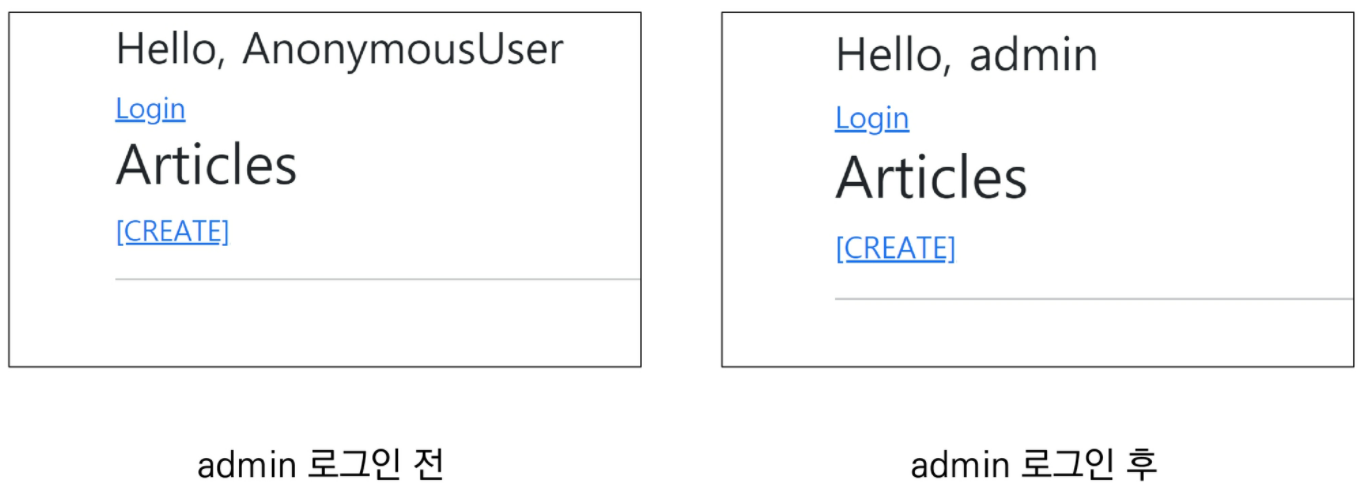 Hello, AnonymousUser
Login
Articles
[CREATE]
admin 로그인 전
Hello, admin
Login
Articles
[CREATE]
admin 로그인 후